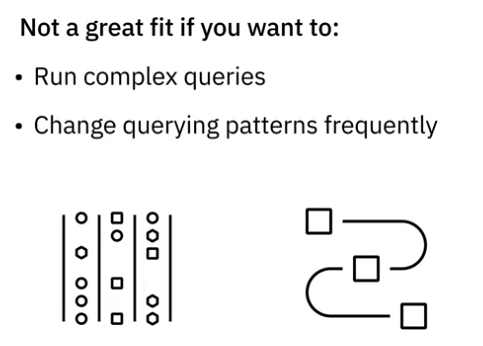 Not a great fit if you want to:
• Run complex queries
• Change querying patterns frequently